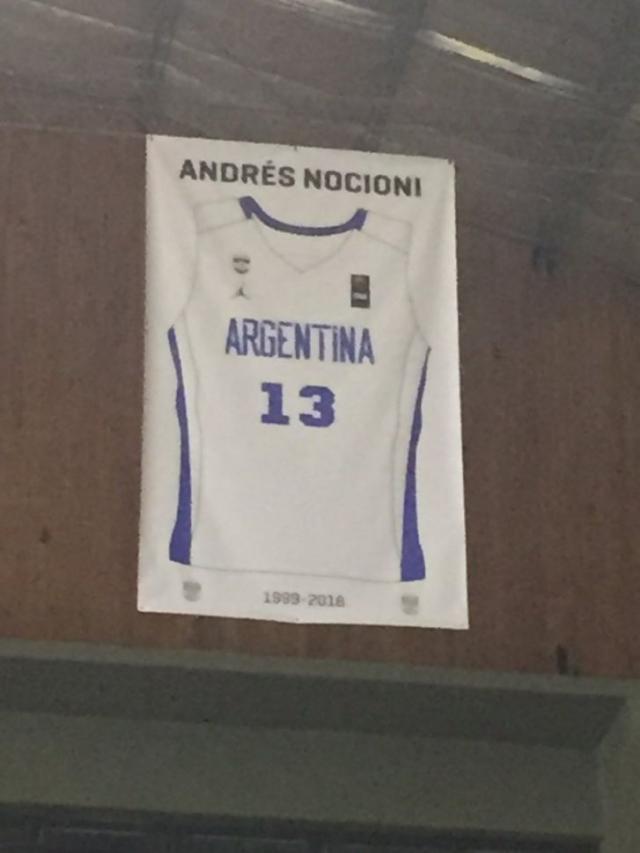 ANDRÉS NOCIONI
ARGENTINA
13
1999-2016